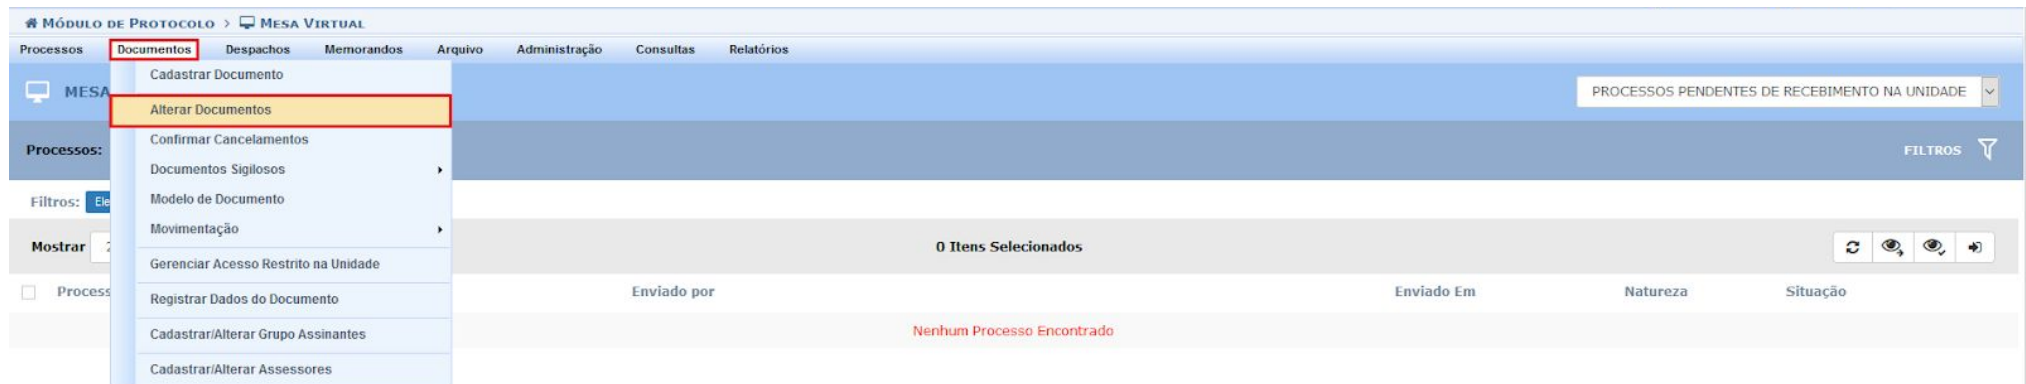 Módulo de Protocolo > Mesa Virtual
Processos Documentos Despachos Memorandos Arquivo Administração Consultas Relatórios
Cadastrar Documento
MESA PROCESSOS PENDENTES DE RECEBIMENTO NA UNIDADE
Alterar Documentos
Confirmar Cancelamentos
Processos: FILTROS
Documentos Sigilosos
Filtros: Ele Modelo de Documento
Movimentação
Mostrar 2 0 Itens Selecionados
Gerenciar Acesso Restrito na Unidade
Process Registrar Dados do Documento Enviado por Enviado Em Natureza Situação
Cadastrar/Alterar Grupo Assinantes Nenhum Processo Encontrado
Cadastrar/Alterar Assessores